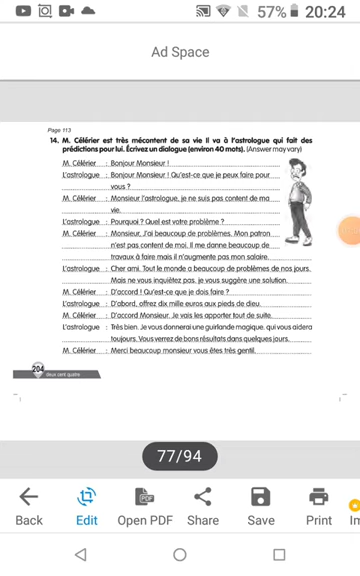 57% 20:24
Ad Space
Page 113
14. M. Célérier est très mécontent de sa vie Il va à l'astrologue qui fait des
prédictions pour lui. Écrivez un dialogue (environ 40 mots). (Answer may vary)
M. Célérier : Bonjour Monsieur !
L'astrologue : Bonjour Monsieur ! Qu'est-ce que je peux faire pour
vous ?
M. Célérier : Monsieur l'astrologue, je ne suis pas content de ma
vie.
L'astrologue : Pourquoi ? Quel est votre problème ?
M. Célérier : Monsieur, J'ai beaucoup de problèmes. Mon patron
n'est pas content de moi. Il me danne beaucoup de
travaux à faire mais il n'augmente pas mon salaire.
L'astrologue : Cher ami. Tout le monde a beaucoup de problèmes de nos jours.
Mais ne vous inquiètez pas, je vous suggère une solution.
M. Célérier : D'accord ! Qu'est-ce que je dois faire ?
L'astrologue : D'abord, offrez dix mille euros aux pieds de dieu.
M. Célérier : D'accord Monsieur. Je vais les apporter tout de suite.
L'astrologue : Très bien. Je vous donnerai une guirlande magique, qui vous aidera
toujours. Vous verrez de bons résultats dans quelques jours.
M. Célérier : Merci beaucoup monsieur vous êtes très gentil.
204
deux cent quatre
77/94
Back Edit Open PDF Share Save Print Im